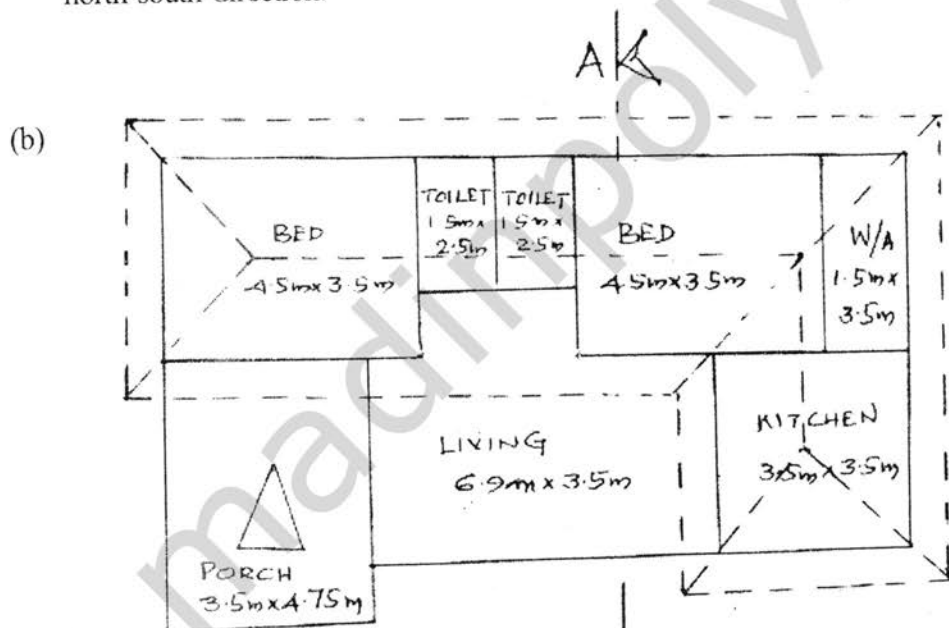 north-south direction.
A
(b)
TOILET TOILET
1.5m x 1.5m x
2.5m 2.5m
BED
4.5m x 3.5m
BED
4.5m x 3.5m
W/A
1.5m x
3.5m
LIVING
6.9m x 3.5m
KITCHEN
3.5m x 3.5m
PORCH
3.5m x 4.75m
madinpoly